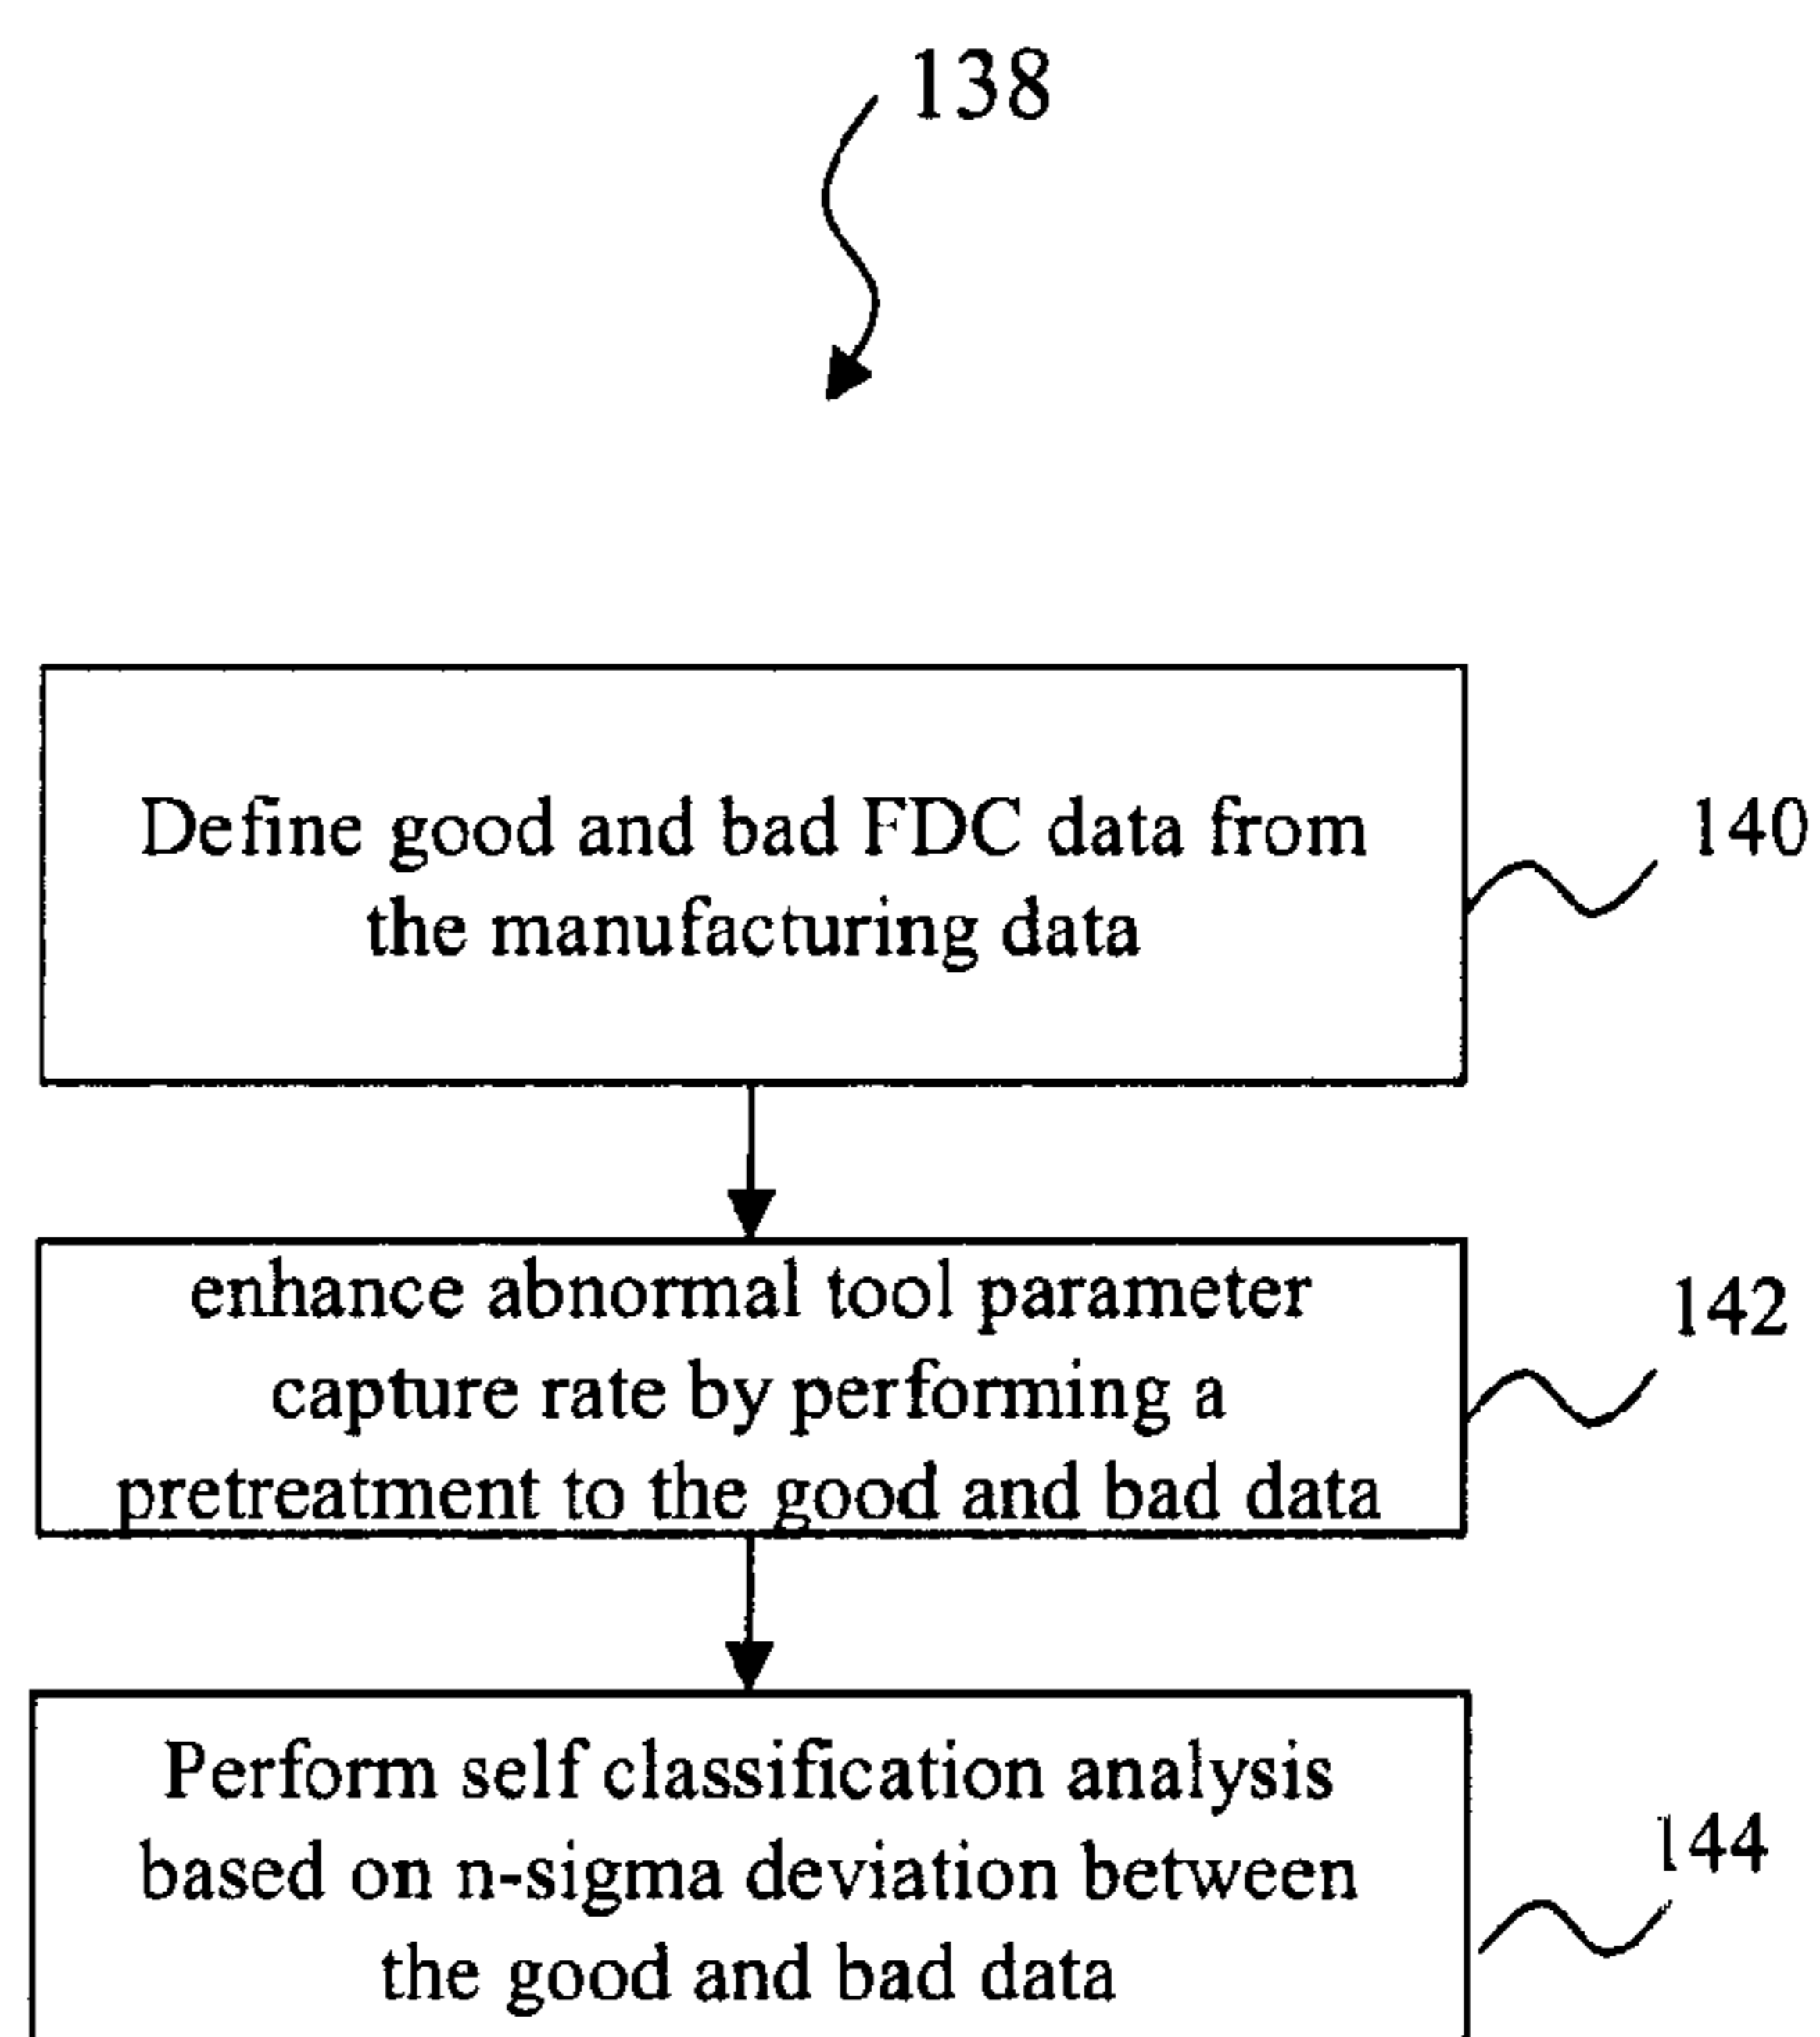 138
Define good and bad FDC data from
the manufacturing data
140
enhance abnormal tool parameter
capture rate by performing a
pretreatment to the good and bad data
142
Perform self classification analysis
based on n-sigma deviation between
the good and bad data
144